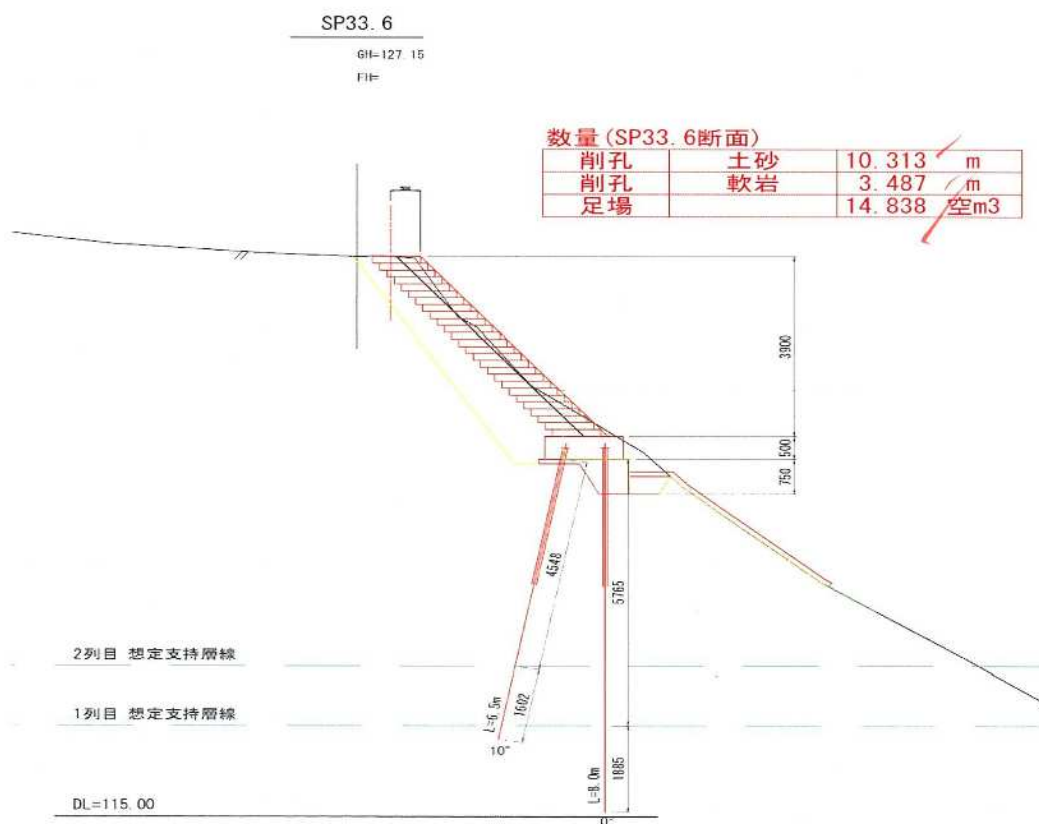 SP33.6
GH=127.15
FH=
数量(SP33.6断面)
削孔 土砂 10.313 m
削孔 軟岩 3.487 m
足場 14.838 空m3
3900
500
750
4548
5765
2列目 想定支持層線
1列目 想定支持層線
L=6.5m
1602
10°
1885
L=8.0m
0°
DL=115.00